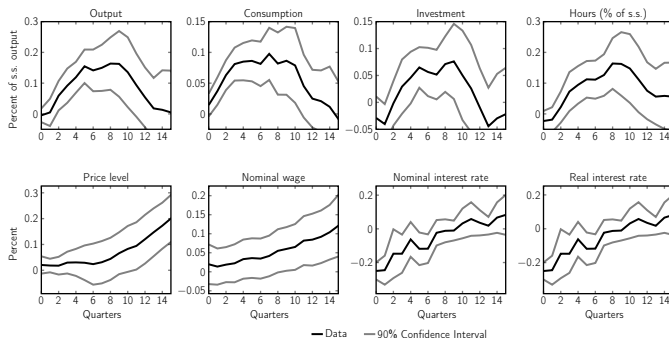 Output
Consumption
Investment
Hours (% of s.s.)
Percent of s.s. output
0.3
0.2
0.1
0
0 2 4 6 8 10 12 14
0.15
0.1
0.05
0
0 2 4 6 8 10 12 14
0.15
0.1
0.05
0
−0.05
0 2 4 6 8 10 12 14
0.3
0.2
0.1
0
0 2 4 6 8 10 12 14
Price level
Nominal wage
Nominal interest rate
Real interest rate
Percent
0.3
0.2
0.1
0
0 2 4 6 8 10 12 14
Quarters
0.2
0.15
0.1
0.05
0
−0.05
0 2 4 6 8 10 12 14
Quarters
0.2
0
−0.2
0 2 4 6 8 10 12 14
Quarters
0.2
0
−0.2
0 2 4 6 8 10 12 14
Quarters
Data
90% Confidence Interval